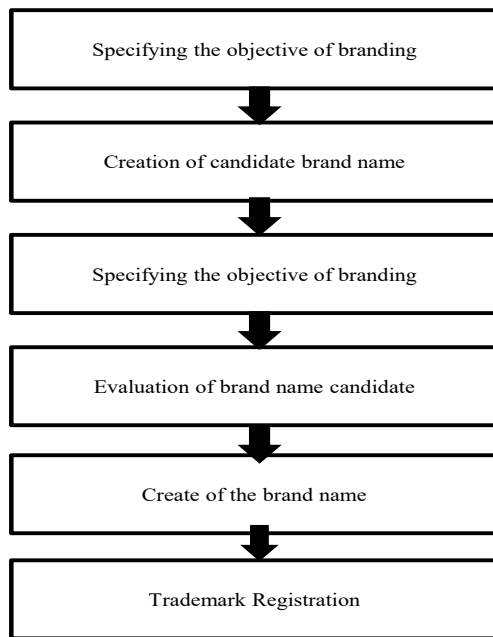 Specifying the objective of branding
Creation of candidate brand name
Specifying the objective of branding
Evaluation of brand name candidate
Create of the brand name
Trademark Registration